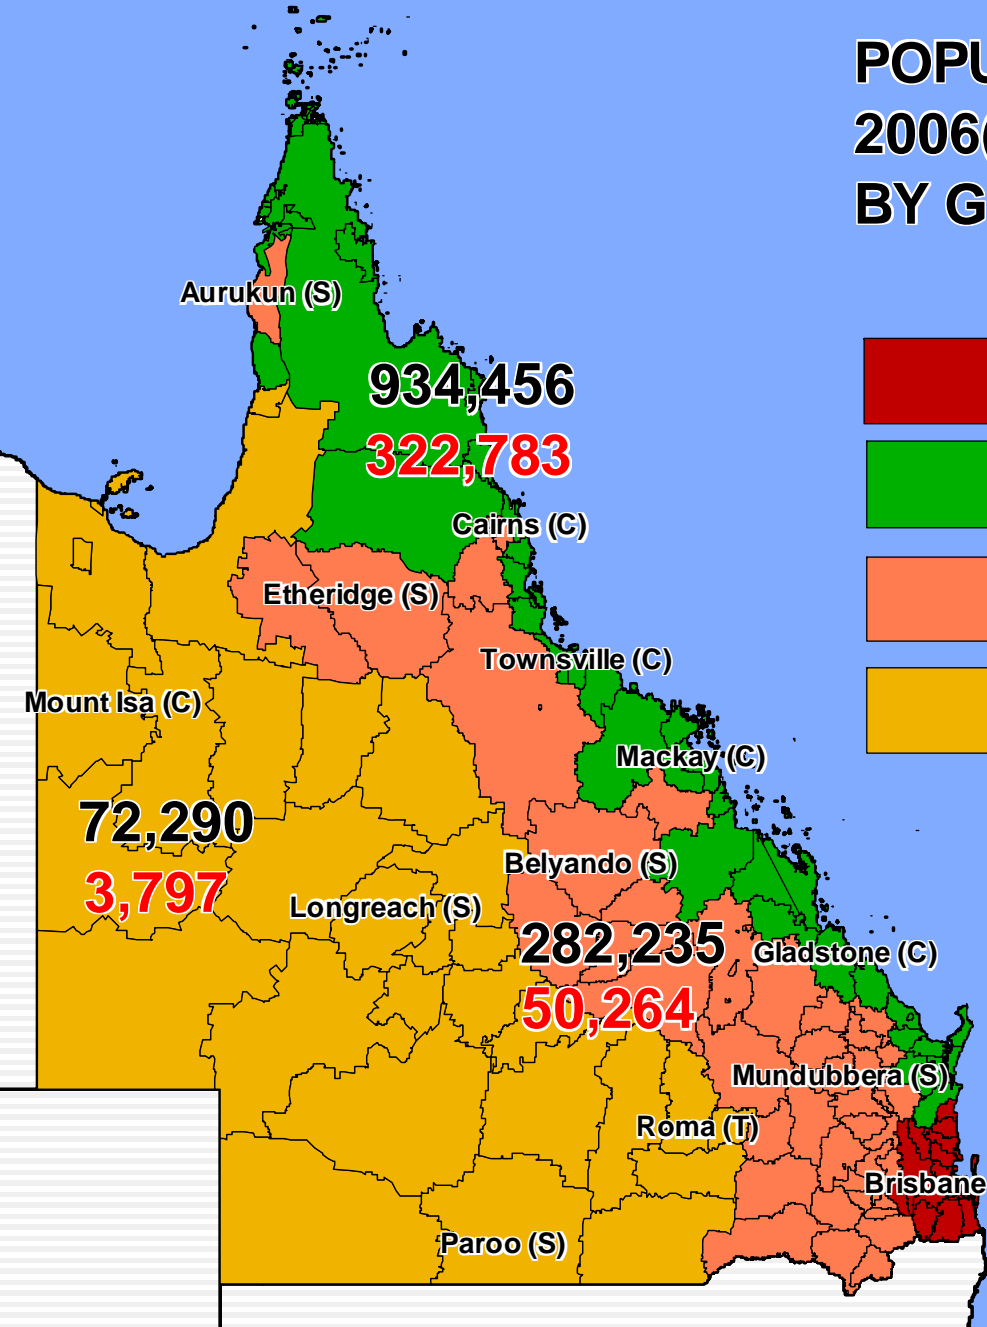 POPU
2006(
BY G
Aurukun (S)
934,456
322,783
Cairns (C)
Etheridge (S)
Townsville (C)
Mount Isa (C)
Mackay (C)
72,290
3,797
Belyando (S)
Longreach (S)
282,235
50,264
Gladstone (C)
Mundubbera (S)
Roma (T)
Brisbane
Paroo (S)